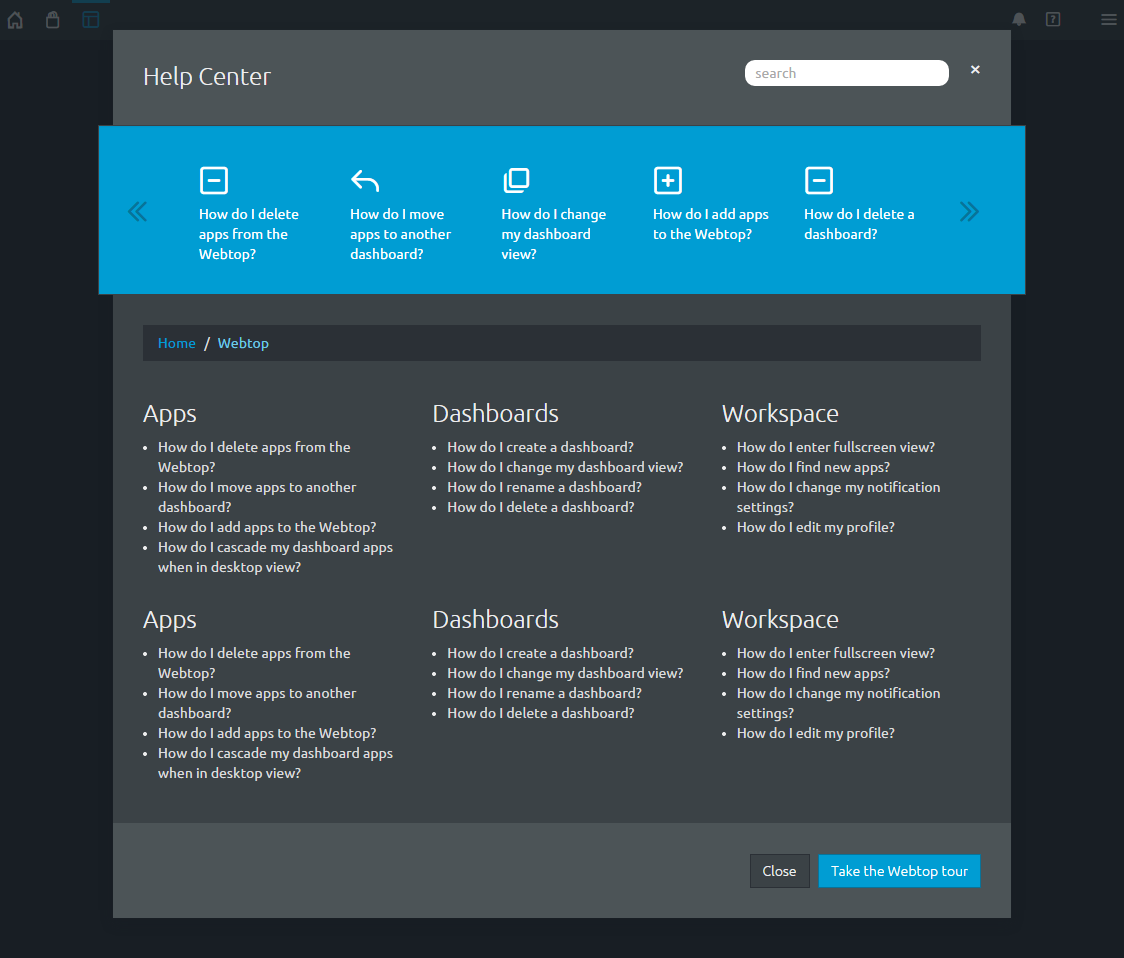 Help Center
search
×
How do I delete
apps from the
Webtop?
How do I move
apps to another
dashboard?
How do I change
my dashboard
view?
How do I add apps
to the Webtop?
How do I delete a
dashboard?
Home / Webtop
Apps
• How do I delete apps from the
Webtop?
• How do I move apps to another
dashboard?
• How do I add apps to the Webtop?
• How do I cascade my dashboard apps
when in desktop view?
Dashboards
• How do I create a dashboard?
• How do I change my dashboard view?
• How do I rename a dashboard?
• How do I delete a dashboard?
Workspace
• How do I enter fullscreen view?
• How do I find new apps?
• How do I change my notification
settings?
• How do I edit my profile?
Apps
• How do I delete apps from the
Webtop?
• How do I move apps to another
dashboard?
• How do I add apps to the Webtop?
• How do I cascade my dashboard apps
when in desktop view?
Dashboards
• How do I create a dashboard?
• How do I change my dashboard view?
• How do I rename a dashboard?
• How do I delete a dashboard?
Workspace
• How do I enter fullscreen view?
• How do I find new apps?
• How do I change my notification
settings?
• How do I edit my profile?
Close
Take the Webtop tour